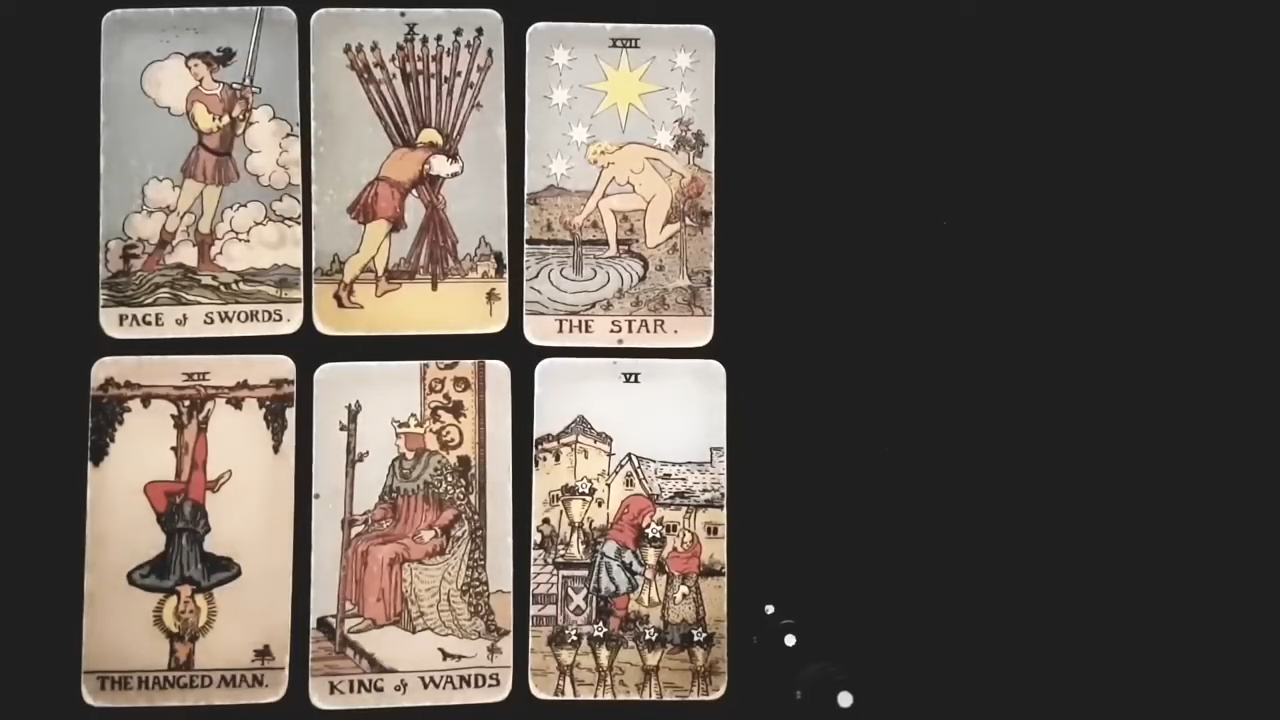 PAGE of SWORDS.
X
XVII
THE STAR.
XII
THE HANGED MAN.
KING of WANDS
VI